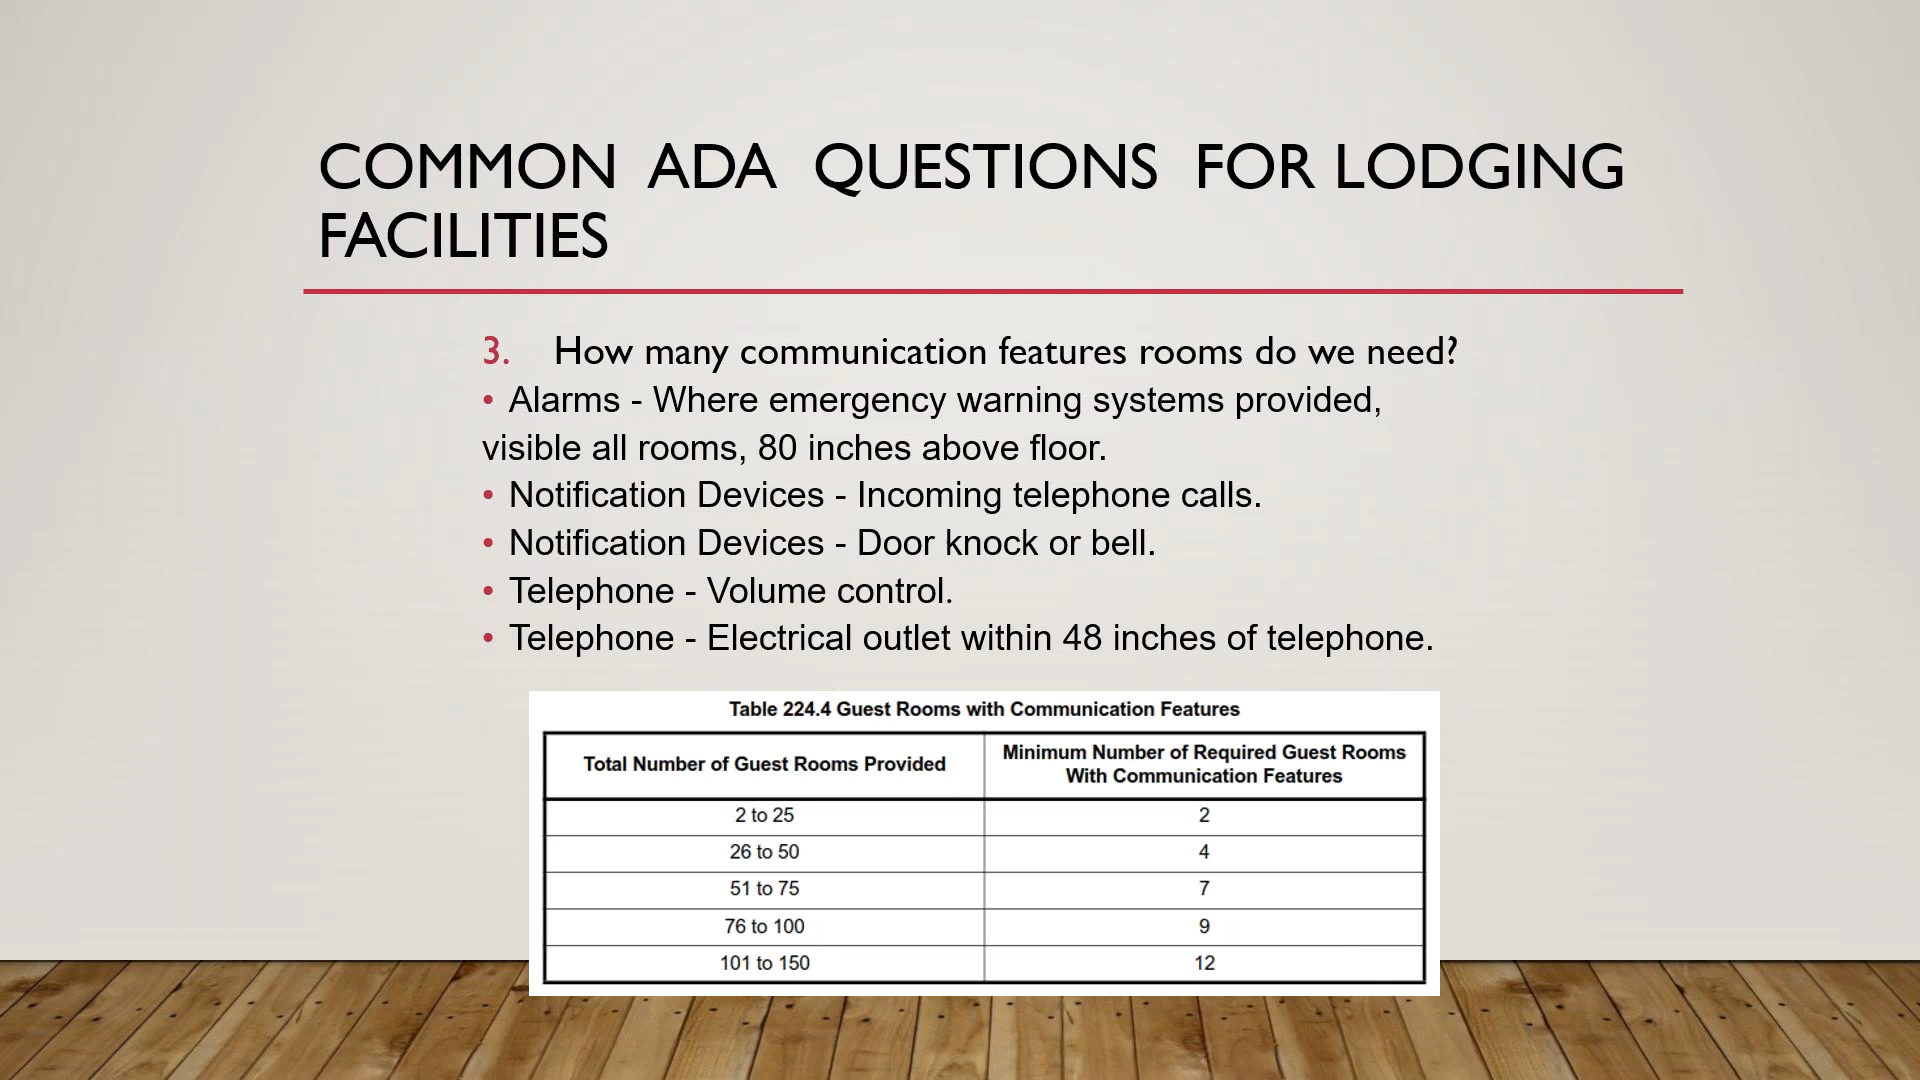 COMMON ADA QUESTIONS FOR LODGING
FACILITIES
3. How many communication features rooms do we need?
• Alarms - Where emergency warning systems provided,
visible all rooms, 80 inches above floor.
• Notification Devices - Incoming telephone calls.
• Notification Devices - Door knock or bell.
• Telephone - Volume control.
• Telephone - Electrical outlet within 48 inches of telephone.
Table 224.4 Guest Rooms with Communication Features
Total Number of Guest Rooms Provided
Minimum Number of Required Guest Rooms
With Communication Features
2 to 25 2
26 to 50 4
51 to 75 7
76 to 100 9
101 to 150 12